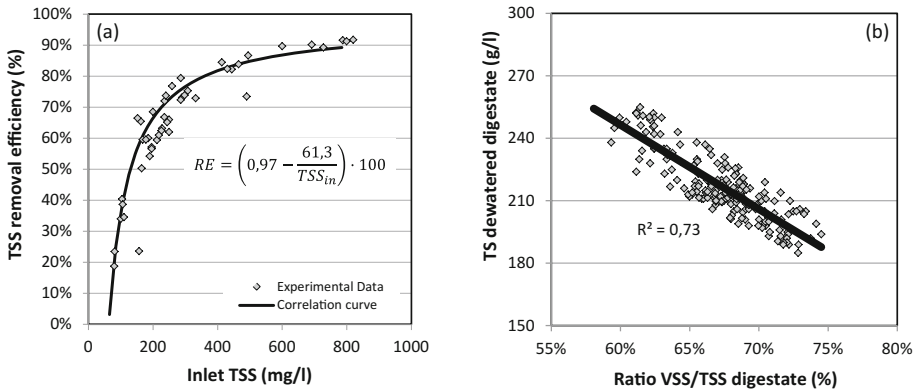 (a)
TSS removal efficiency (%)
100%
90%
80%
70%
60%
50%
40%
30%
20%
10%
0%
RE = (0,97 − 61,3 / TSSin) · 100
Experimental Data
Correlation curve
0 200 400 600 800 1000
Inlet TSS (mg/l)
(b)
TS dewatered digestate (g/l)
300
270
240
210
180
150
R² = 0,73
55% 60% 65% 70% 75% 80%
Ratio VSS/TSS digestate (%)